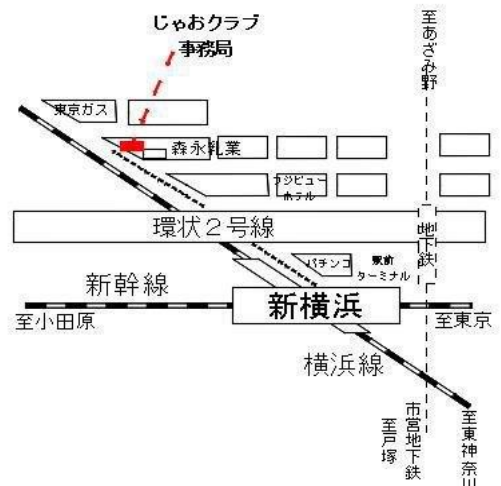 じゃおクラブ
事務局
至あざみ野
東京ガス
森永乳業
フジビュー
ホテル
環状2号線
地下鉄
パチンコ
駅前
ターミナル
新幹線
新横浜
至小田原
至東京
横浜線
市営地下鉄
至戸塚
至東神奈川